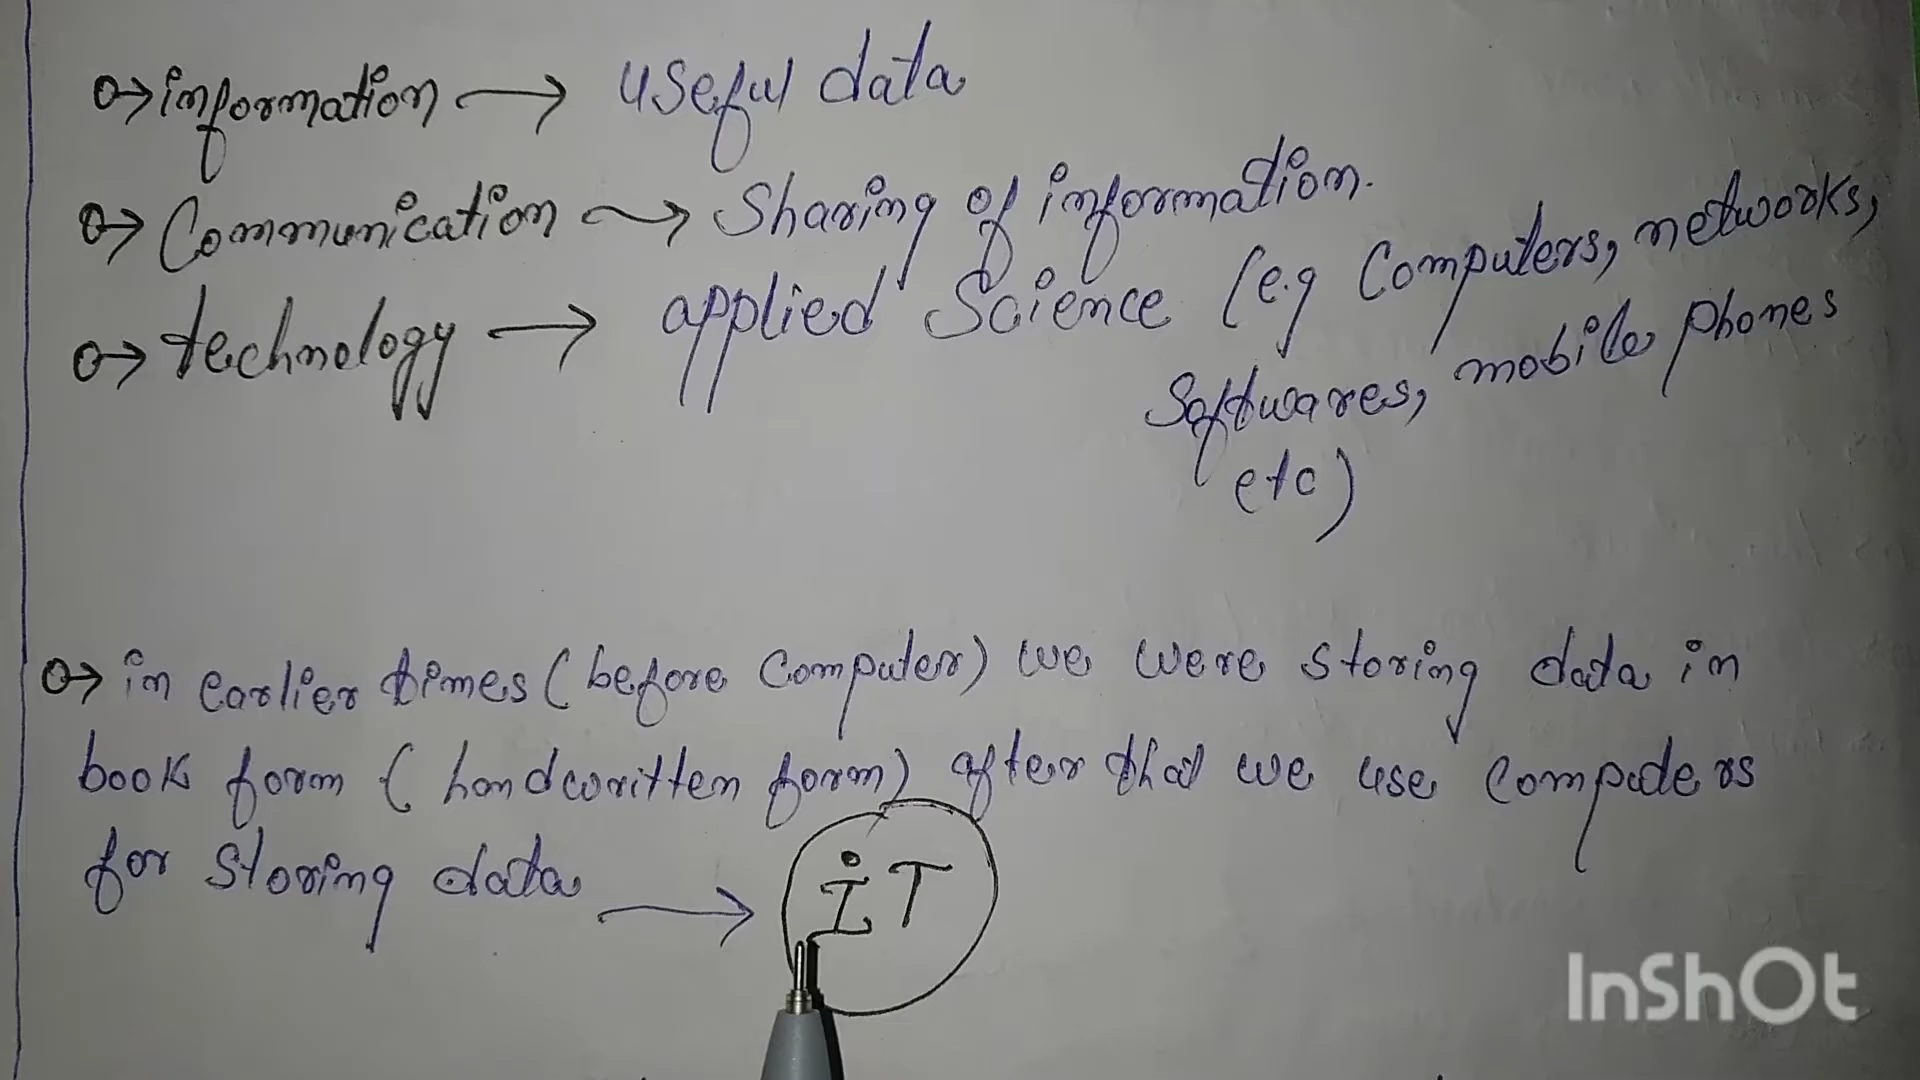 information → useful data
Communication → Sharing of information.
technology → applied Science (e.g Computers, networks,
Softwares, mobile phones
etc)
in earlier times (before Computer) we were storing data in
book form (handwritten form) after that we use Computers
for storing data → iT
InShOt